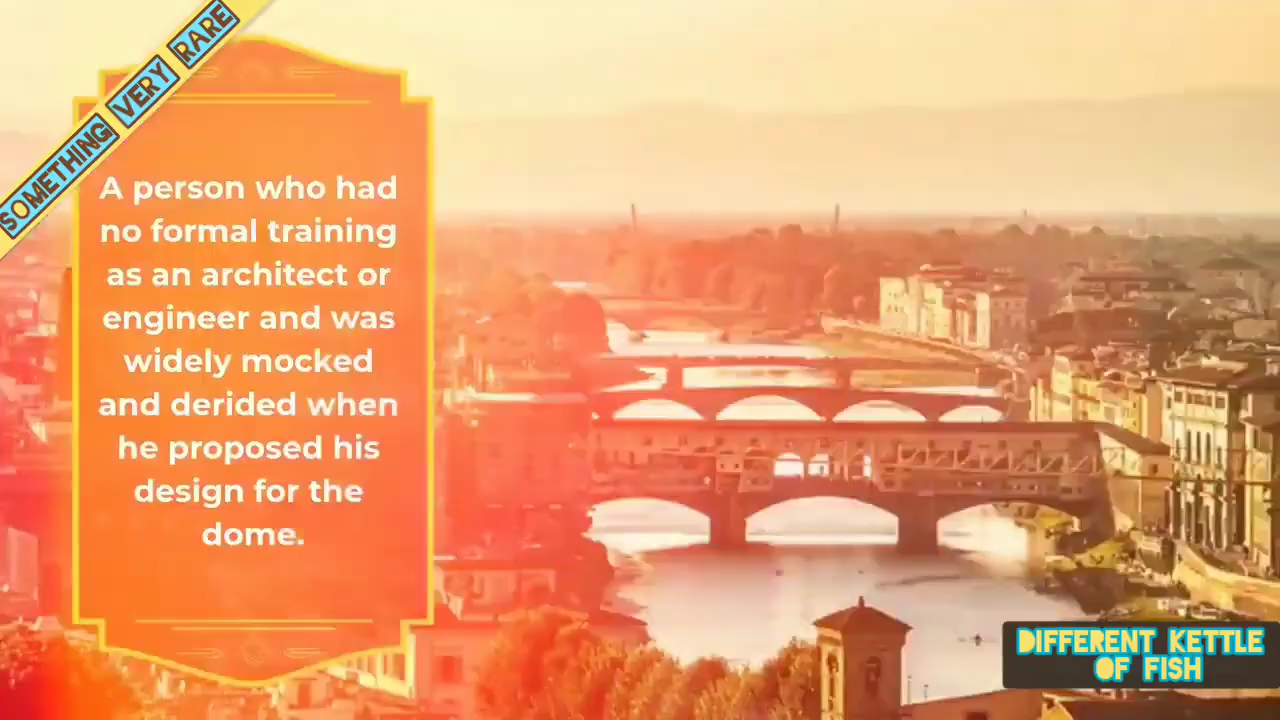 SOMETHING VERY RARE
A person who had
no formal training
as an architect or
engineer and was
widely mocked
and derided when
he proposed his
design for the
dome.
DIFFERENT KETTLE
OF FISH